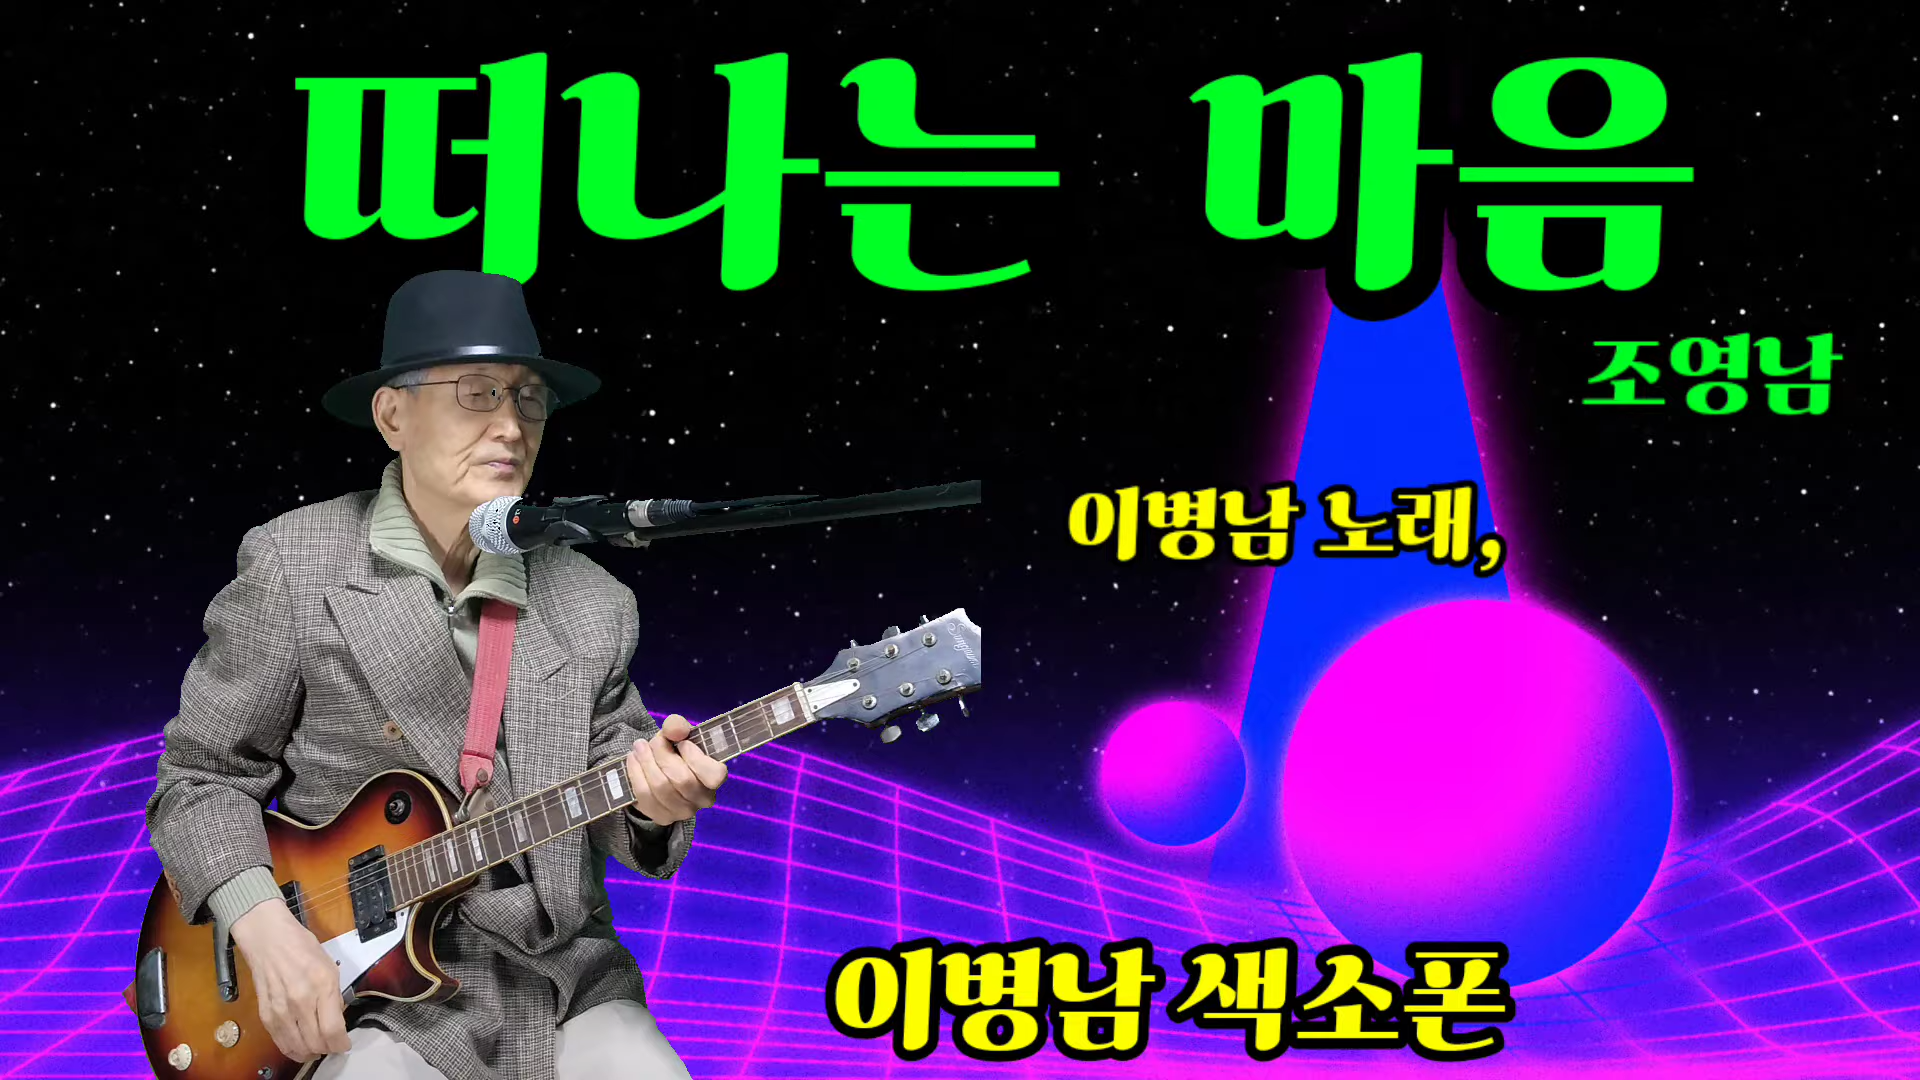 떠나는 마음
조영남
이병남 노래,
이병남 색소폰